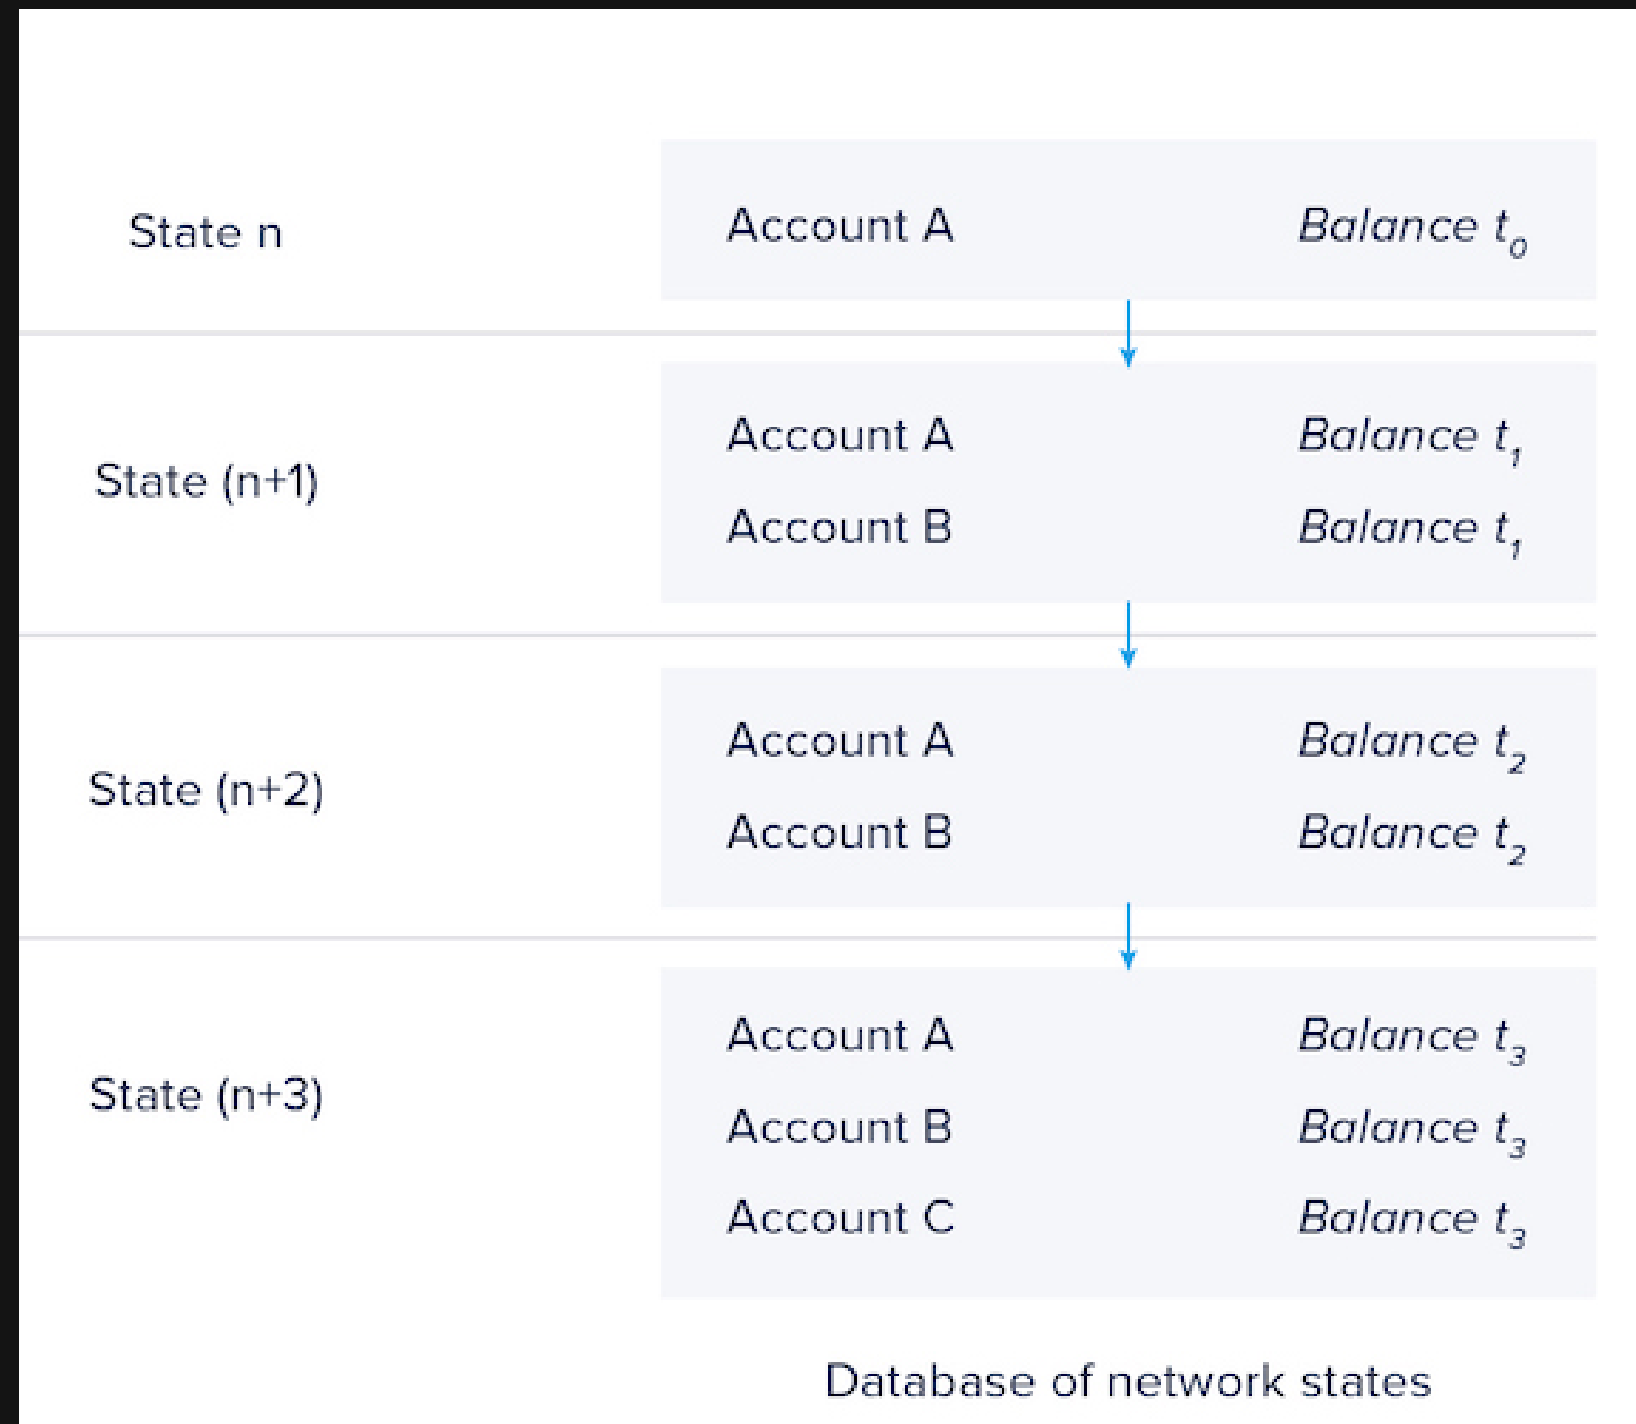 State n
Account A Balance t₀
State (n+1)
Account A Balance t₁
Account B Balance t₁
State (n+2)
Account A Balance t₂
Account B Balance t₂
State (n+3)
Account A Balance t₃
Account B Balance t₃
Account C Balance t₃
Database of network states